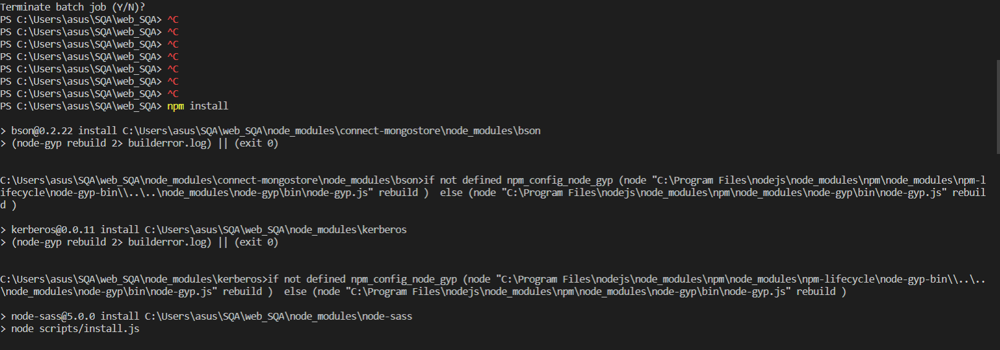 Terminate batch job (Y/N)?
PS C:\Users\asus\SQA\web_SQA> ^C
PS C:\Users\asus\SQA\web_SQA> ^C
PS C:\Users\asus\SQA\web_SQA> ^C
PS C:\Users\asus\SQA\web_SQA> ^C
PS C:\Users\asus\SQA\web_SQA> ^C
PS C:\Users\asus\SQA\web_SQA> ^C
PS C:\Users\asus\SQA\web_SQA> ^C
PS C:\Users\asus\SQA\web_SQA> npm install
> bson@0.2.22 install C:\Users\asus\SQA\web_SQA\node_modules\connect-mongostore\node_modules\bson
> (node-gyp rebuild 2> builderror.log) || (exit 0)
C:\Users\asus\SQA\web_SQA\node_modules\connect-mongostore\node_modules\bson>if not defined npm_config_node_gyp (node "C:\Program Files\nodejs\node_modules\npm\node_modules\npm-l
ifecycle\node-gyp-bin\\..\..\node_modules\node-gyp\bin\node-gyp.js" rebuild )  else (node "C:\Program Files\nodejs\node_modules\npm\node_modules\node-gyp\bin\node-gyp.js" rebuil
d )
> kerberos@0.0.11 install C:\Users\asus\SQA\web_SQA\node_modules\kerberos
> (node-gyp rebuild 2> builderror.log) || (exit 0)
C:\Users\asus\SQA\web_SQA\node_modules\kerberos>if not defined npm_config_node_gyp (node "C:\Program Files\nodejs\node_modules\npm\node_modules\npm-lifecycle\node-gyp-bin\\..\..
\node_modules\node-gyp\bin\node-gyp.js" rebuild )  else (node "C:\Program Files\nodejs\node_modules\npm\node_modules\node-gyp\bin\node-gyp.js" rebuild )
> node-sass@5.0.0 install C:\Users\asus\SQA\web_SQA\node_modules\node-sass
> node scripts/install.js